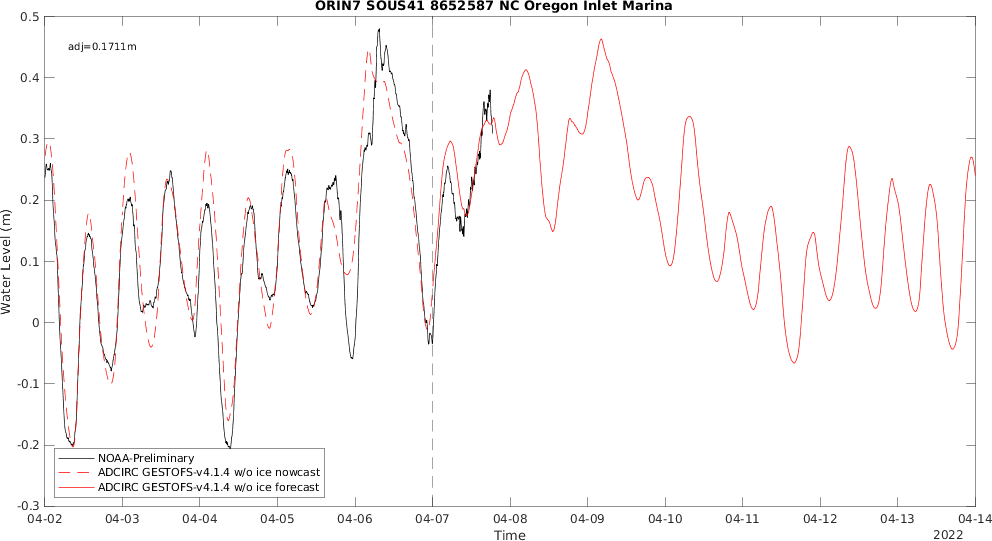 ORIN7 SOUS41 8652587 NC Oregon Inlet Marina
adj=0.1711m
0.5
0.4
0.3
0.2
0.1
0
-0.1
-0.2
-0.3
Water Level (m)
NOAA-Preliminary
ADCIRC GESTOFS-v4.1.4 w/o ice nowcast
ADCIRC GESTOFS-v4.1.4 w/o ice forecast
04-02 04-03 04-04 04-05 04-06 04-07 04-08 04-09 04-10 04-11 04-12 04-13 04-14
Time
2022